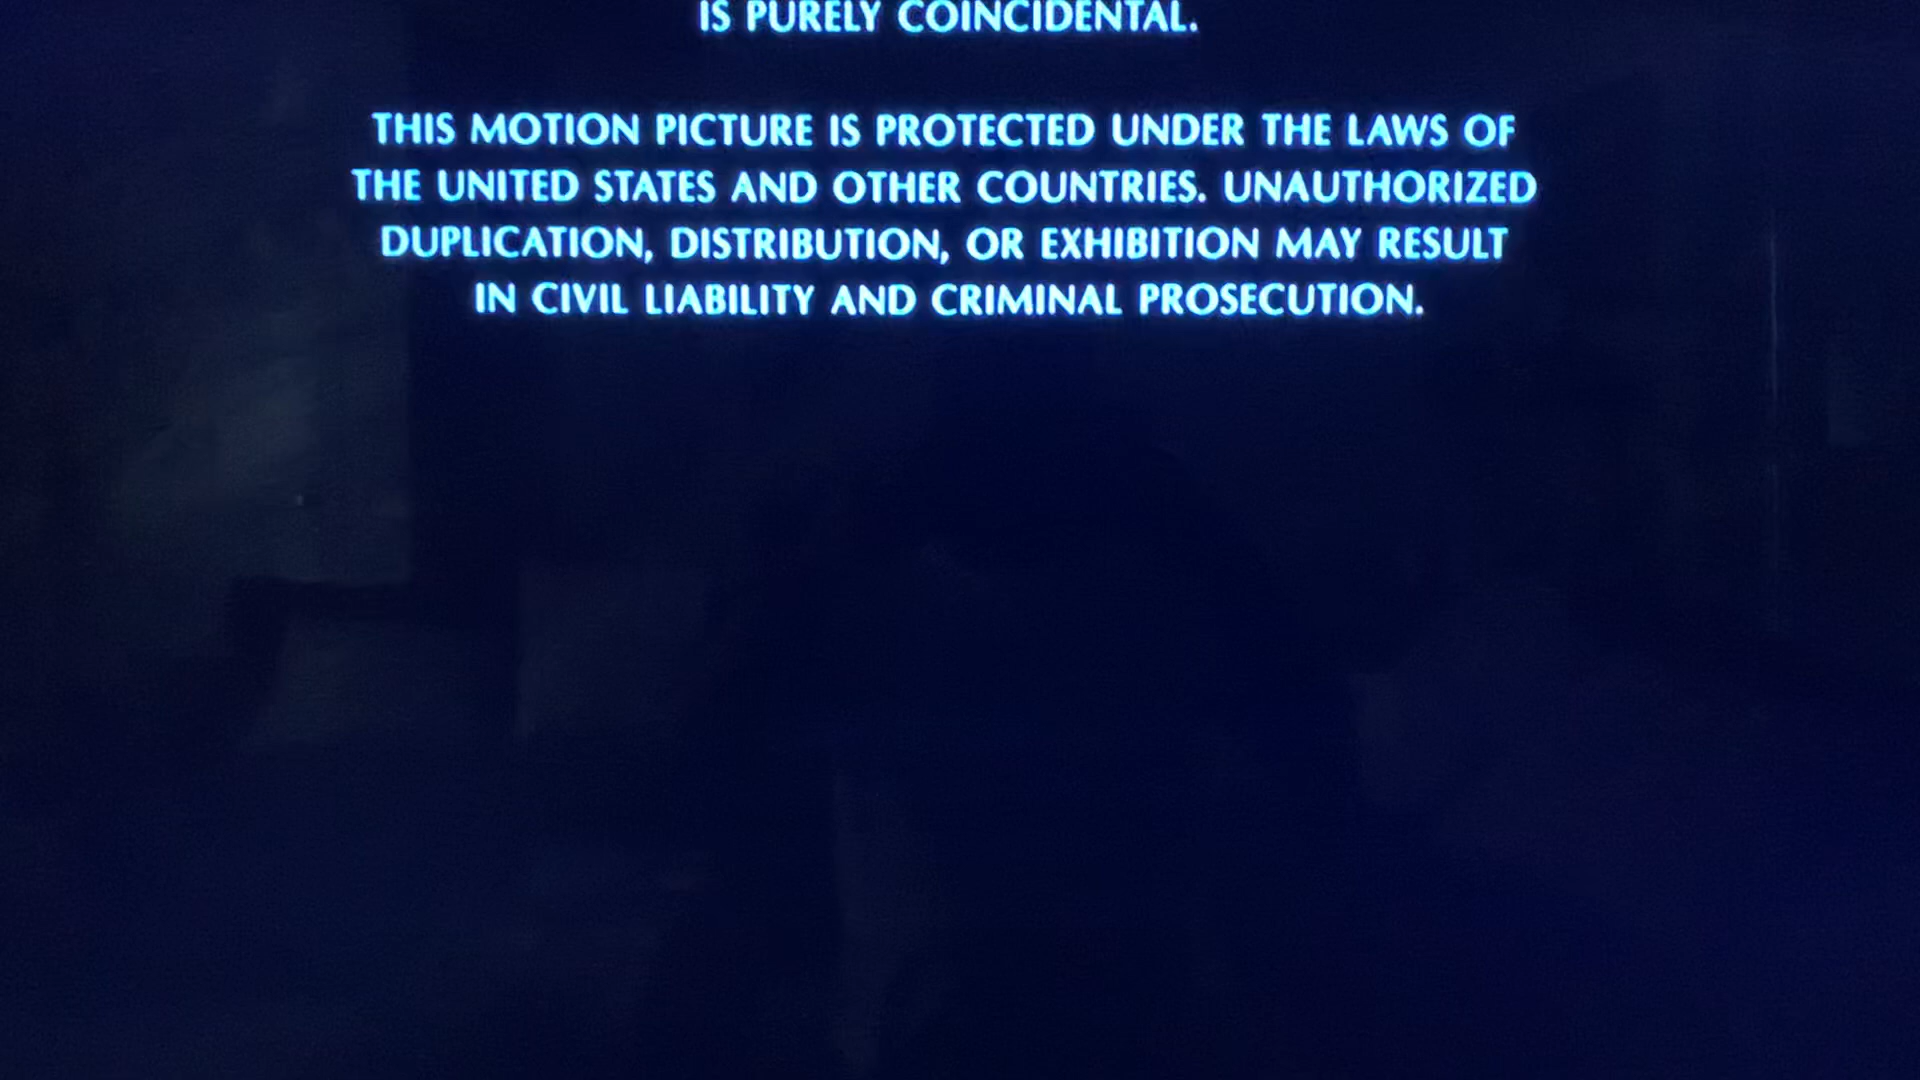 IS PURELY COINCIDENTAL.
THIS MOTION PICTURE IS PROTECTED UNDER THE LAWS OF
THE UNITED STATES AND OTHER COUNTRIES. UNAUTHORIZED
DUPLICATION, DISTRIBUTION, OR EXHIBITION MAY RESULT
IN CIVIL LIABILITY AND CRIMINAL PROSECUTION.